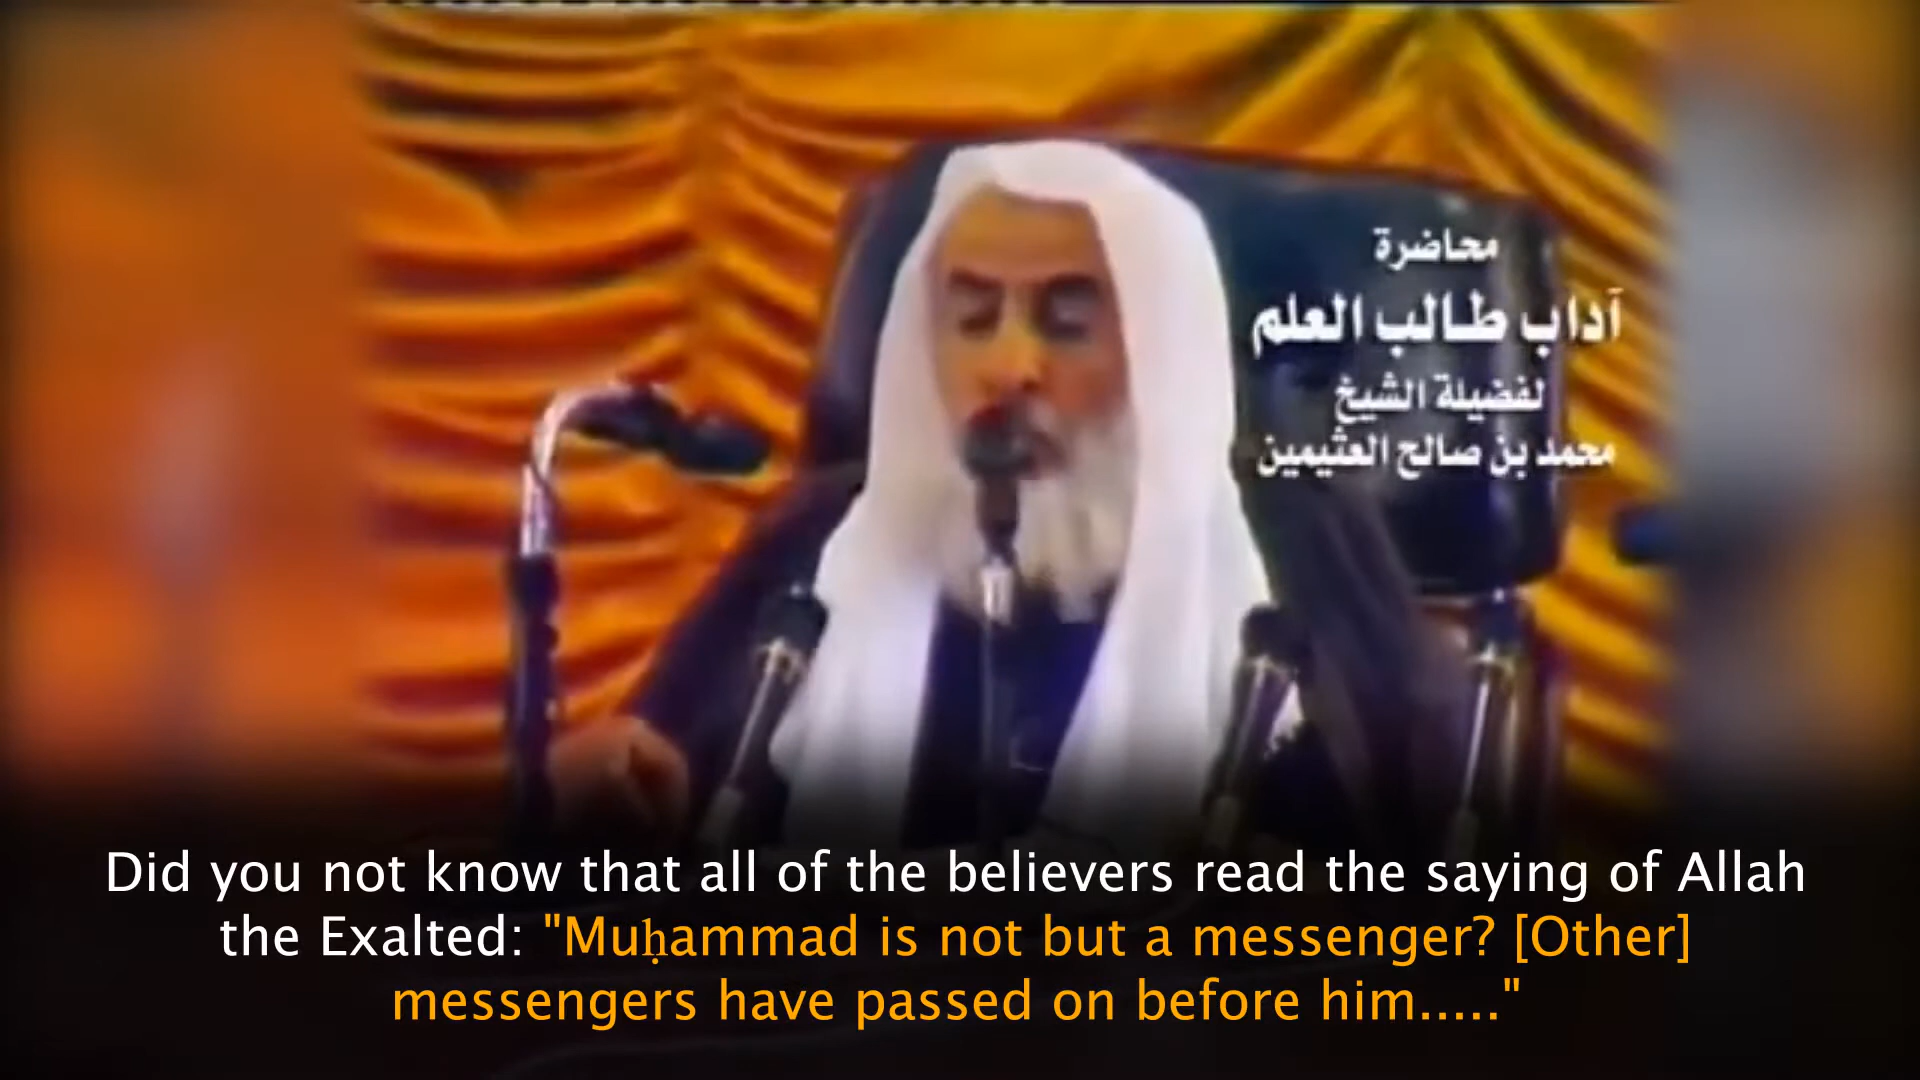 محاضرة
آداب طالب العلم
لفضيلة الشيخ
محمد بن صالح العثيمين
Did you not know that all of the believers read the saying of Allah
the Exalted: "Muḥammad is not but a messenger? [Other]
messengers have passed on before him....."